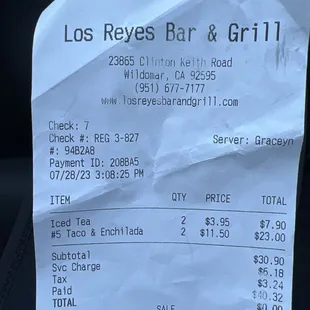 Los Reyes Bar & Grill
23865 Clinton Keith Road
Wildomar, CA 92595
(951) 677-7177
www.losreyesbarandgrill.com
Check: 7
Check #: REG 3-827 Server: Graceyn
#: 94B2A8
Payment ID: 208BA5
07/28/23 3:08:25 PM
ITEM QTY PRICE TOTAL
Iced Tea 2 $3.95 $7.90
#5 Taco & Enchilada 2 $11.50 $23.00
Subtotal $30.90
Svc Charge $6.18
Tax $3.24
Paid $40.32
TOTAL $0.00
SALE